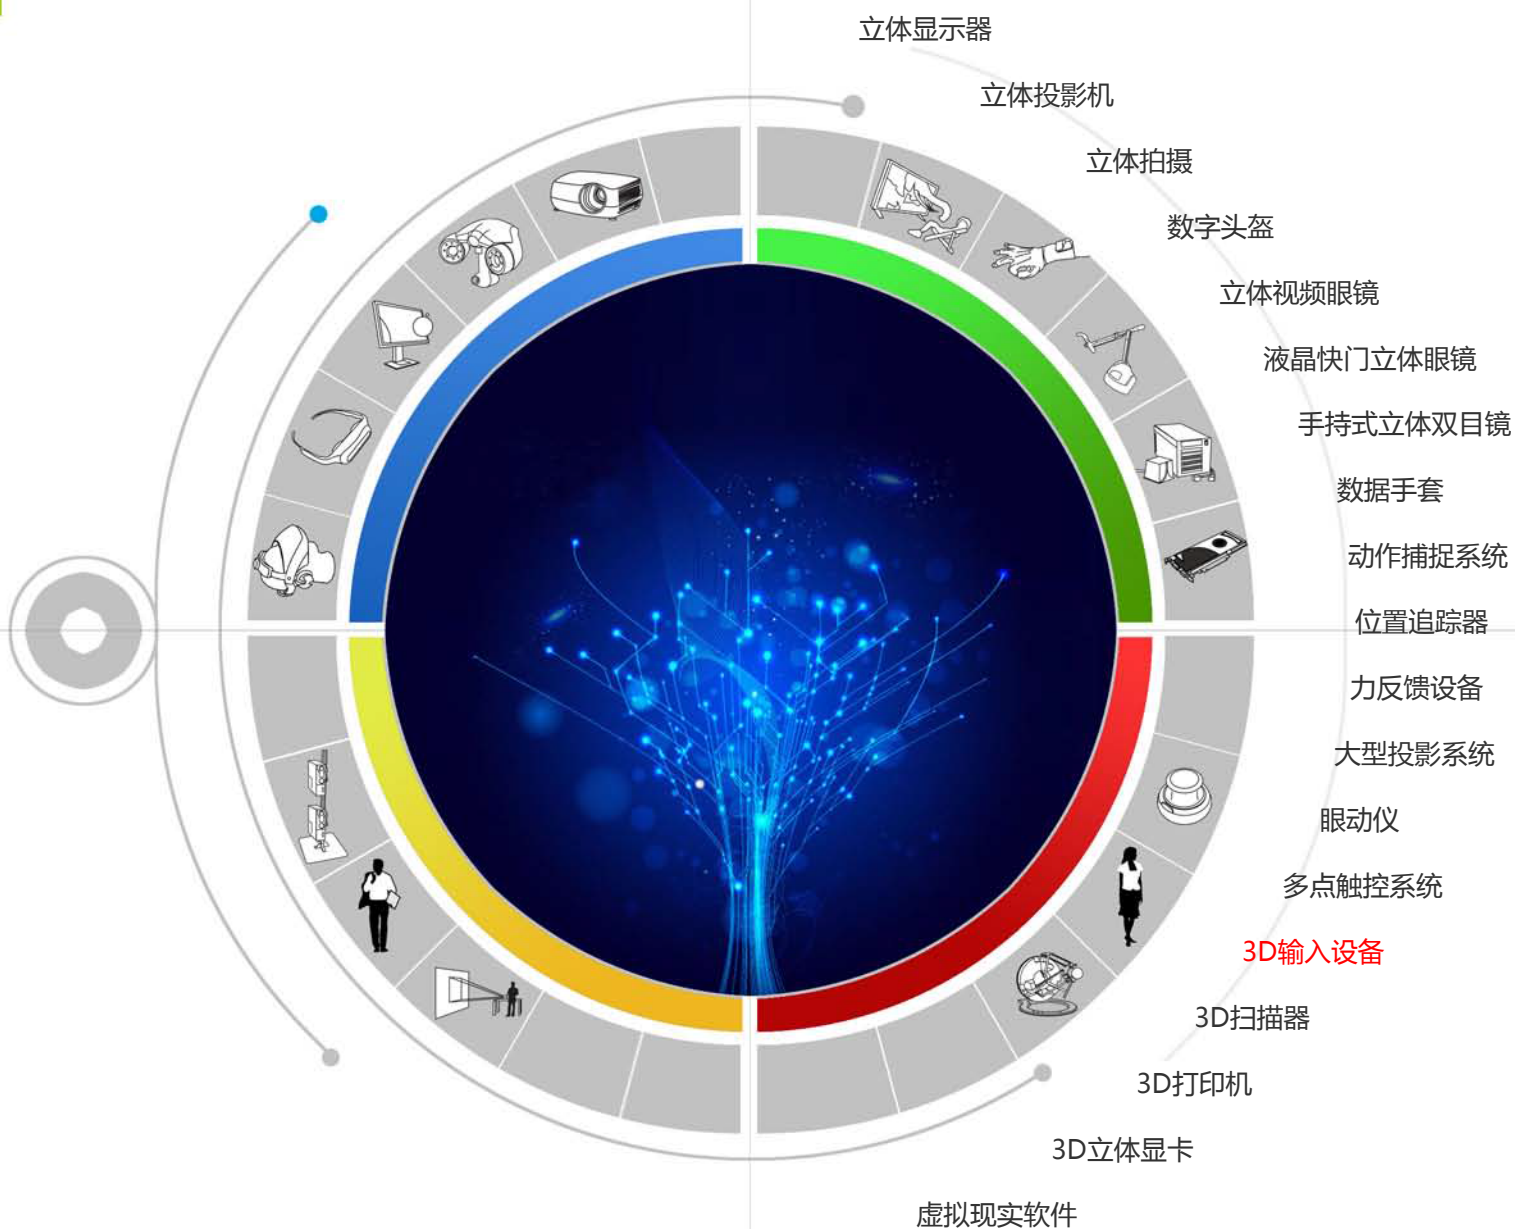 立体显示器
立体投影机
立体拍摄
数字头盔
立体视频眼镜
液晶快门立体眼镜
手持式立体双目镜
数据手套
动作捕捉系统
位置追踪器
力反馈设备
大型投影系统
眼动仪
多点触控系统
3D输入设备
3D扫描器
3D打印机
3D立体显卡
虚拟现实软件